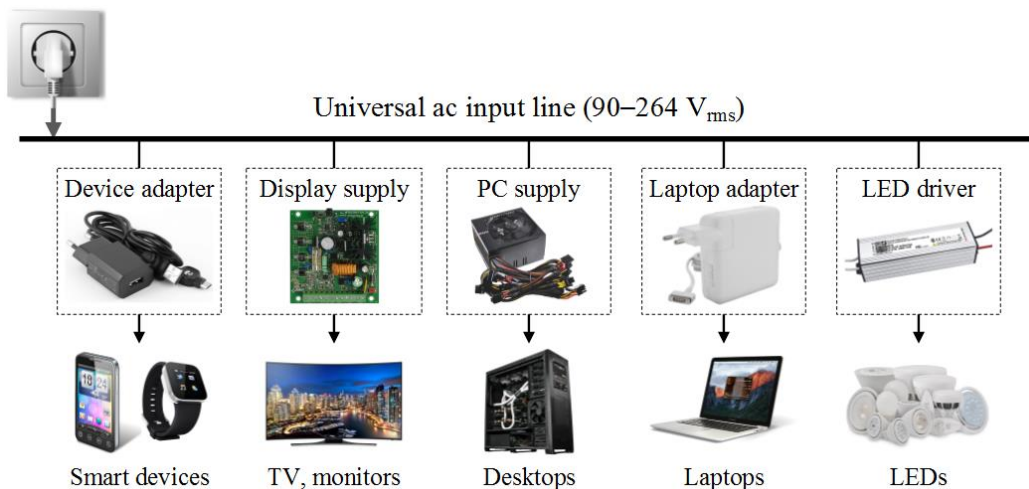 Universal ac input line (90–264 Vrms)
Device adapter
Display supply
PC supply
Laptop adapter
LED driver
Smart devices
TV, monitors
Desktops
Laptops
LEDs